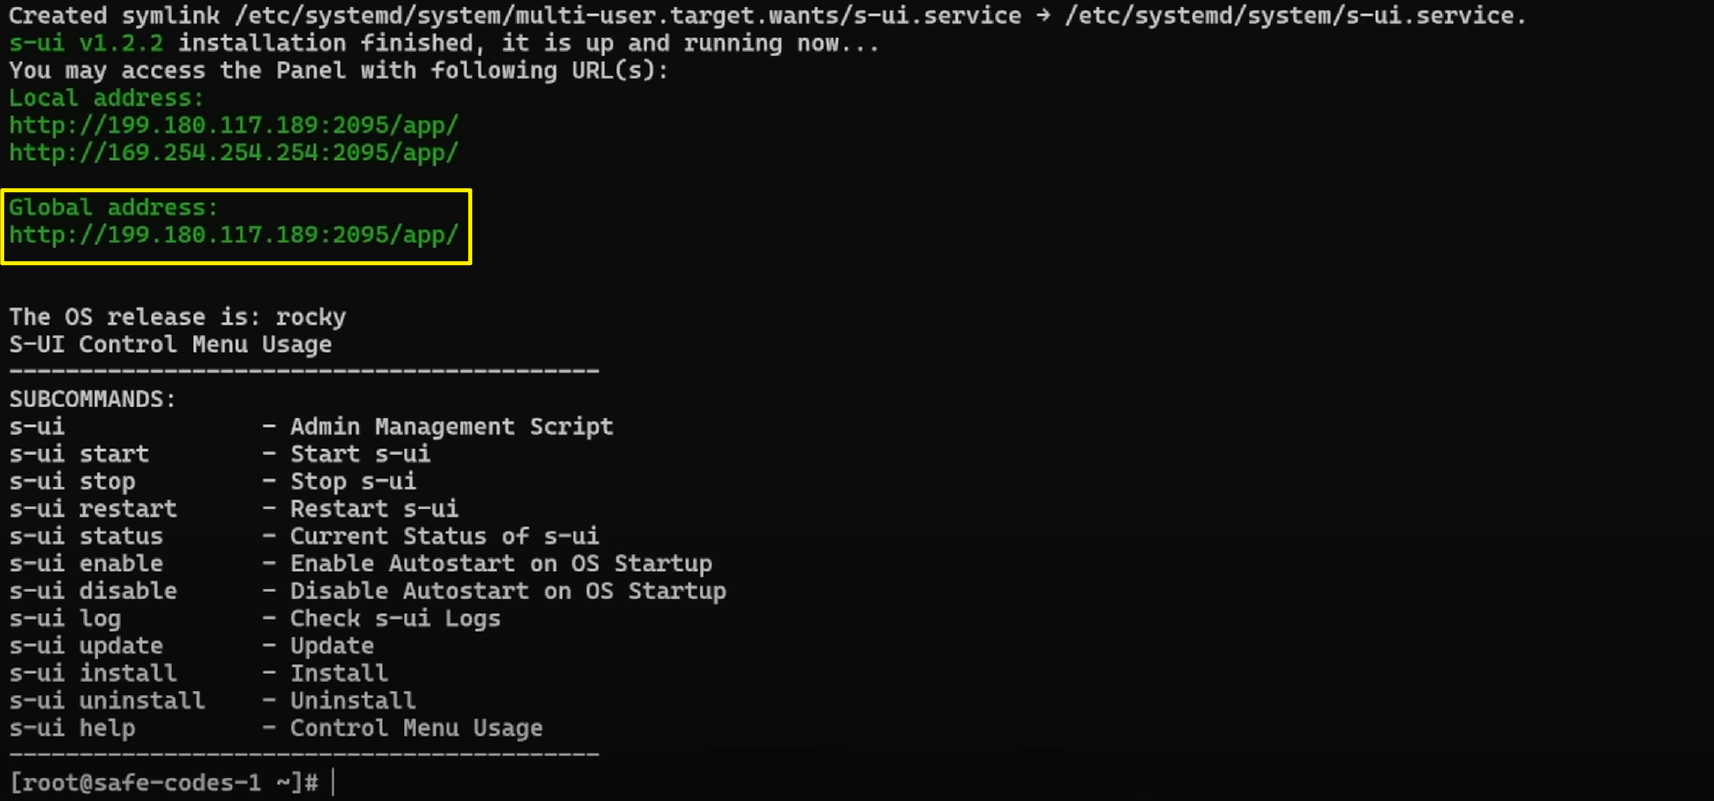 Created symlink /etc/systemd/system/multi-user.target.wants/s-ui.service → /etc/systemd/system/s-ui.service.
s-ui v1.2.2 installation finished, it is up and running now...
You may access the Panel with following URL(s):
Local address:
http://199.180.117.189:2095/app/
http://169.254.254.254:2095/app/
Global address:
http://199.180.117.189:2095/app/
The OS release is: rocky
S-UI Control Menu Usage
------------------------------------------
SUBCOMMANDS:
s-ui              - Admin Management Script
s-ui start        - Start s-ui
s-ui stop         - Stop s-ui
s-ui restart      - Restart s-ui
s-ui status       - Current Status of s-ui
s-ui enable       - Enable Autostart on OS Startup
s-ui disable      - Disable Autostart on OS Startup
s-ui log          - Check s-ui Logs
s-ui update       - Update
s-ui install      - Install
s-ui uninstall    - Uninstall
s-ui help         - Control Menu Usage
------------------------------------------
[root@safe-codes-1 ~]#